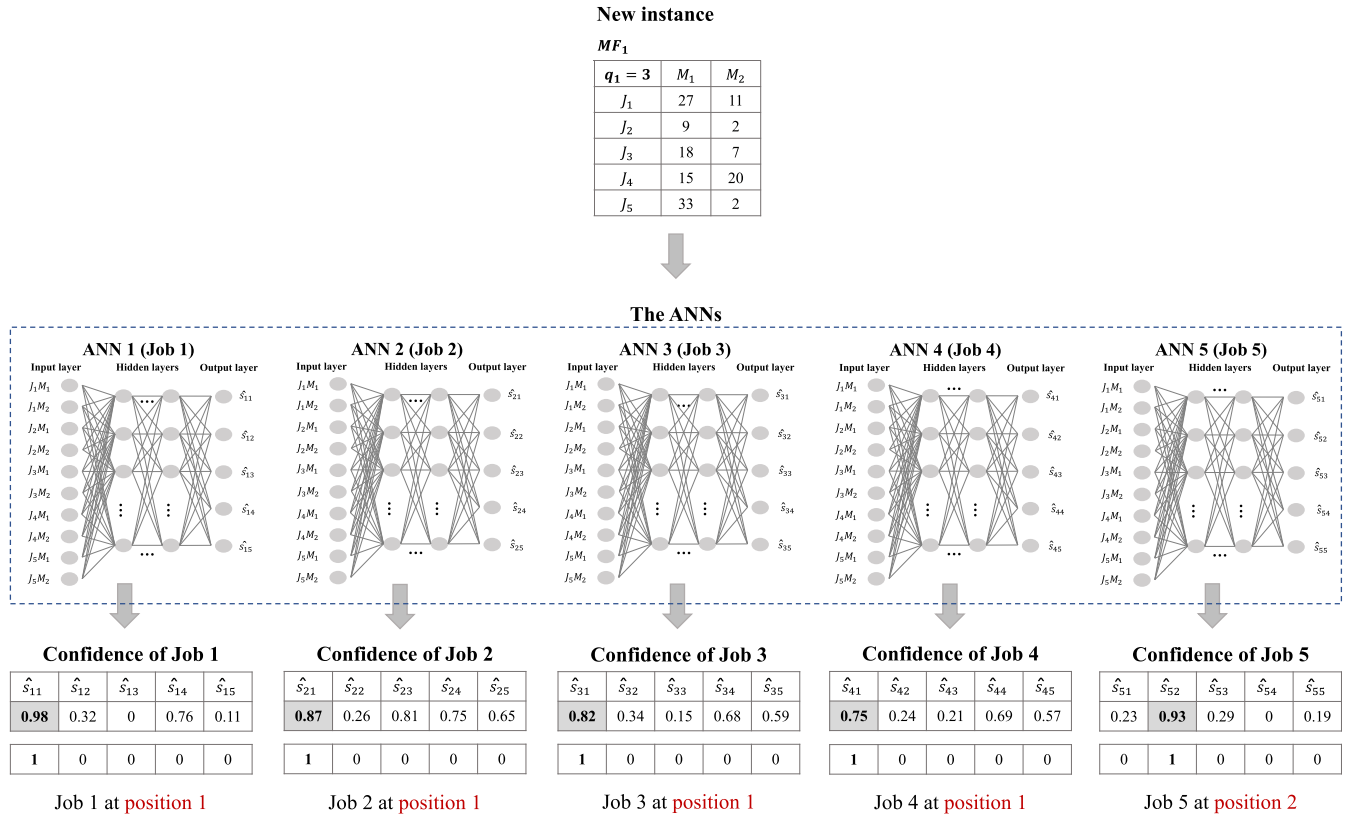 New instance
MF₁
q₁ = 3 M₁ M₂
J₁ 27 11
J₂ 9 2
J₃ 18 7
J₄ 15 20
J₅ 33 2
The ANNs
ANN 1 (Job 1)
Input layer Hidden layers Output layer
J₁M₁
J₁M₂
J₂M₁
J₂M₂
J₃M₁
J₃M₂
J₄M₁
J₄M₂
J₅M₁
J₅M₂
...
⋮ ⋮
...
ŝ₁₁
ŝ₁₂
ŝ₁₃
ŝ₁₄
ŝ₁₅
ANN 2 (Job 2)
Input layer Hidden layers Output layer
J₁M₁
J₁M₂
J₂M₁
J₂M₂
J₃M₁
J₃M₂
J₄M₁
J₄M₂
J₅M₁
J₅M₂
...
⋮ ⋮
...
ŝ₂₁
ŝ₂₂
ŝ₂₃
ŝ₂₄
ŝ₂₅
ANN 3 (Job 3)
Input layer Hidden layers Output layer
J₁M₁
J₁M₂
J₂M₁
J₂M₂
J₃M₁
J₃M₂
J₄M₁
J₄M₂
J₅M₁
J₅M₂
...
⋮ ⋮
...
ŝ₃₁
ŝ₃₂
ŝ₃₃
ŝ₃₄
ŝ₃₅
ANN 4 (Job 4)
Input layer Hidden layers Output layer
J₁M₁
J₁M₂
J₂M₁
J₂M₂
J₃M₁
J₃M₂
J₄M₁
J₄M₂
J₅M₁
J₅M₂
...
⋮ ⋮
...
ŝ₄₁
ŝ₄₂
ŝ₄₃
ŝ₄₄
ŝ₄₅
ANN 5 (Job 5)
Input layer Hidden layers Output layer
J₁M₁
J₁M₂
J₂M₁
J₂M₂
J₃M₁
J₃M₂
J₄M₁
J₄M₂
J₅M₁
J₅M₂
...
⋮ ⋮
...
ŝ₅₁
ŝ₅₂
ŝ₅₃
ŝ₅₄
ŝ₅₅
Confidence of Job 1
ŝ₁₁ ŝ₁₂ ŝ₁₃ ŝ₁₄ ŝ₁₅
0.98 0.32 0 0.76 0.11
1 0 0 0 0
Job 1 at position 1
Confidence of Job 2
ŝ₂₁ ŝ₂₂ ŝ₂₃ ŝ₂₄ ŝ₂₅
0.87 0.26 0.81 0.75 0.65
1 0 0 0 0
Job 2 at position 1
Confidence of Job 3
ŝ₃₁ ŝ₃₂ ŝ₃₃ ŝ₃₄ ŝ₃₅
0.82 0.34 0.15 0.68 0.59
1 0 0 0 0
Job 3 at position 1
Confidence of Job 4
ŝ₄₁ ŝ₄₂ ŝ₄₃ ŝ₄₄ ŝ₄₅
0.75 0.24 0.21 0.69 0.57
1 0 0 0 0
Job 4 at position 1
Confidence of Job 5
ŝ₅₁ ŝ₅₂ ŝ₅₃ ŝ₅₄ ŝ₅₅
0.23 0.93 0.29 0 0.19
0 1 0 0 0
Job 5 at position 2